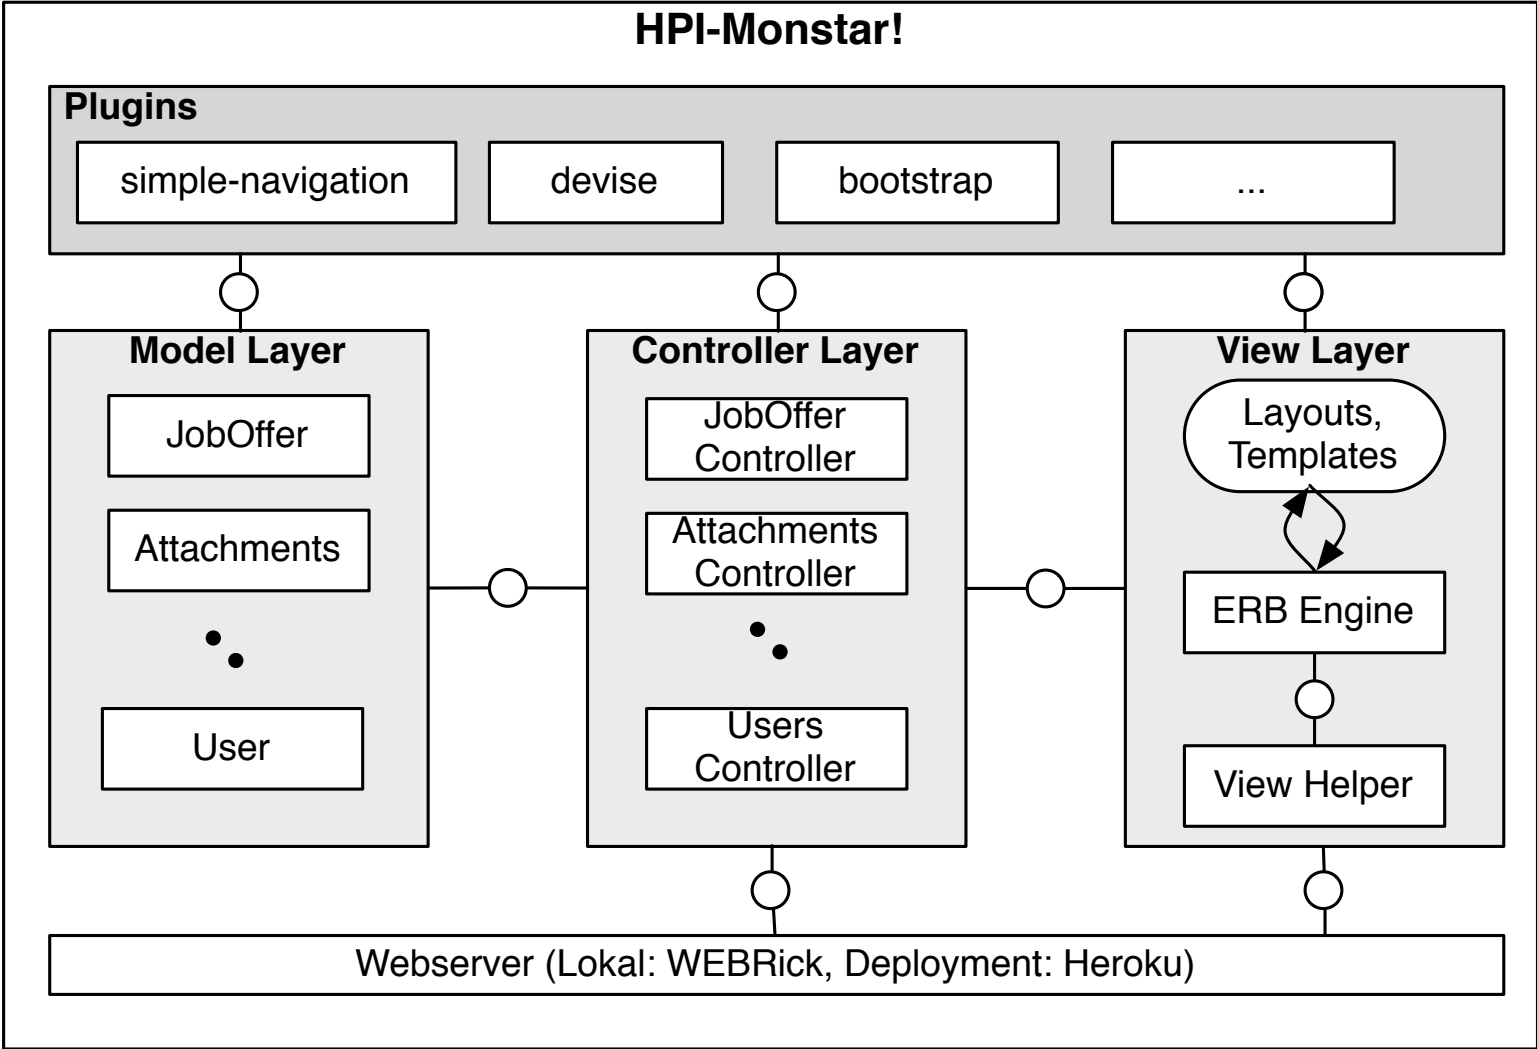 HPI-Monstar!
Plugins
simple-navigation
devise
bootstrap
...
Model Layer
JobOffer
Attachments
User
Controller Layer
JobOffer
Controller
Attachments
Controller
Users
Controller
View Layer
Layouts,
Templates
ERB Engine
View Helper
Webserver (Lokal: WEBRick, Deployment: Heroku)